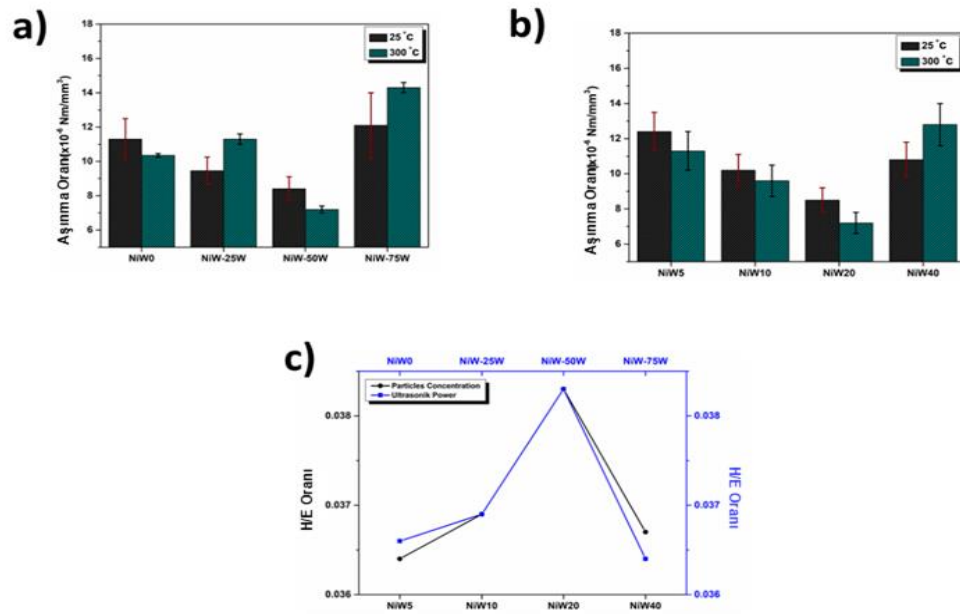 a)
Aşınma Oranı(x10⁻⁶ Nm/mm³)
18
16
14
12
10
8
6
25 °C
300 °C
NiW0
NiW-25W
NiW-50W
NiW-75W
b)
Aşınma Oranı(x10⁻⁶ Nm/mm³)
18
16
14
12
10
8
6
25 °C
300 °C
NiW5
NiW10
NiW20
NiW40
c)
NiW0
NiW-25W
NiW-50W
NiW-75W
Particles Concentration
Ultrasonik Power
H/E Oranı
0.038
0.037
0.036
0.038
0.037
0.036
H/E Oranı
NiW5
NiW10
NiW20
NiW40